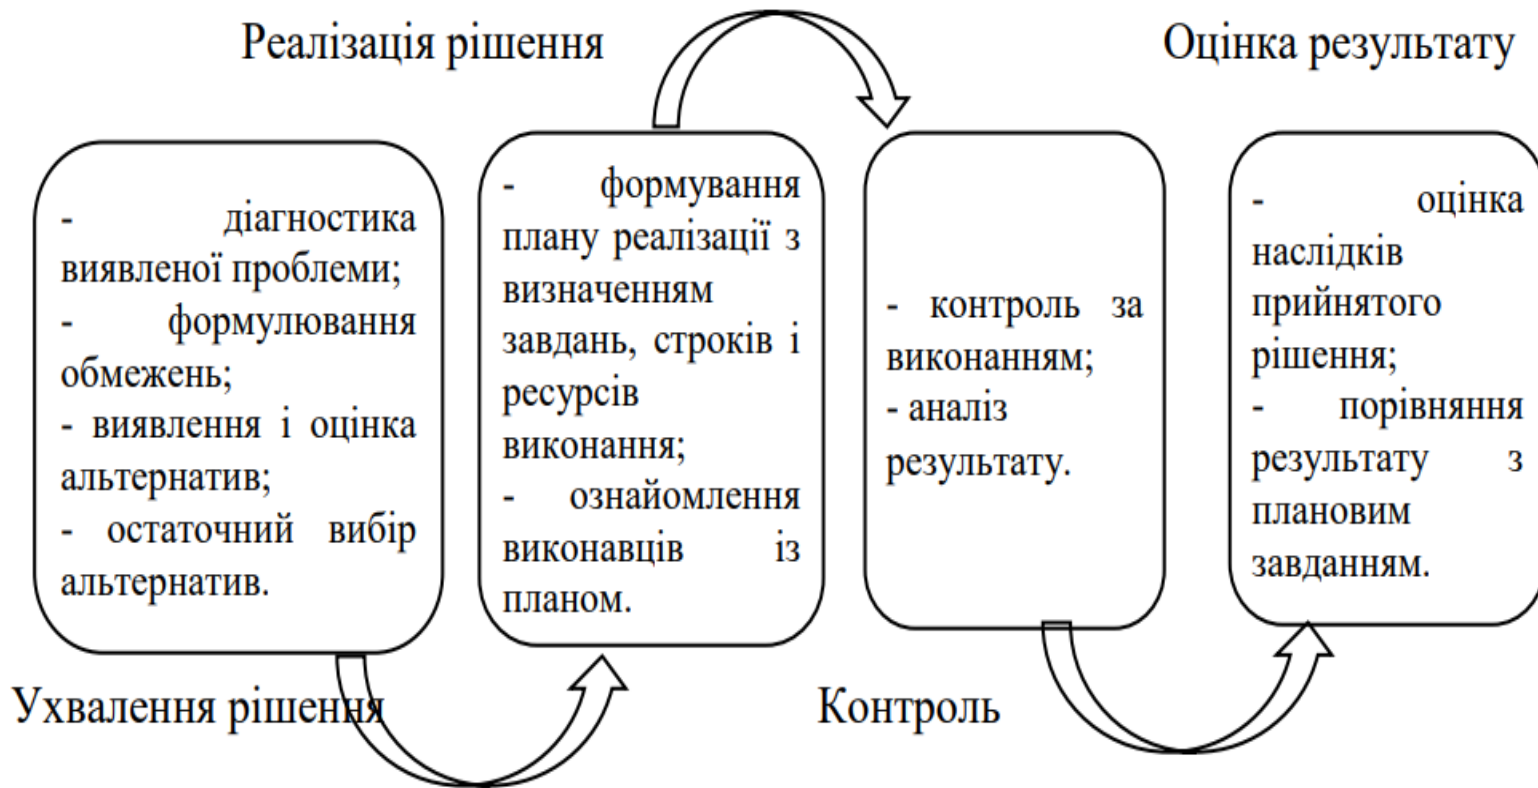 Реалізація рішення
Оцінка результату
- діагностика
виявленої проблеми;
- формулювання
обмежень;
- виявлення і оцінка
альтернатив;
- остаточний вибір
альтернатив.
- формування
плану реалізації з
визначенням
завдань, строків і
ресурсів
виконання;
- ознайомлення
виконавців із
планом.
- контроль за
виконанням;
- аналіз
результату.
- оцінка
наслідків
прийнятого
рішення;
- порівняння
результату з
плановим
завданням.
Ухвалення рішення
Контроль